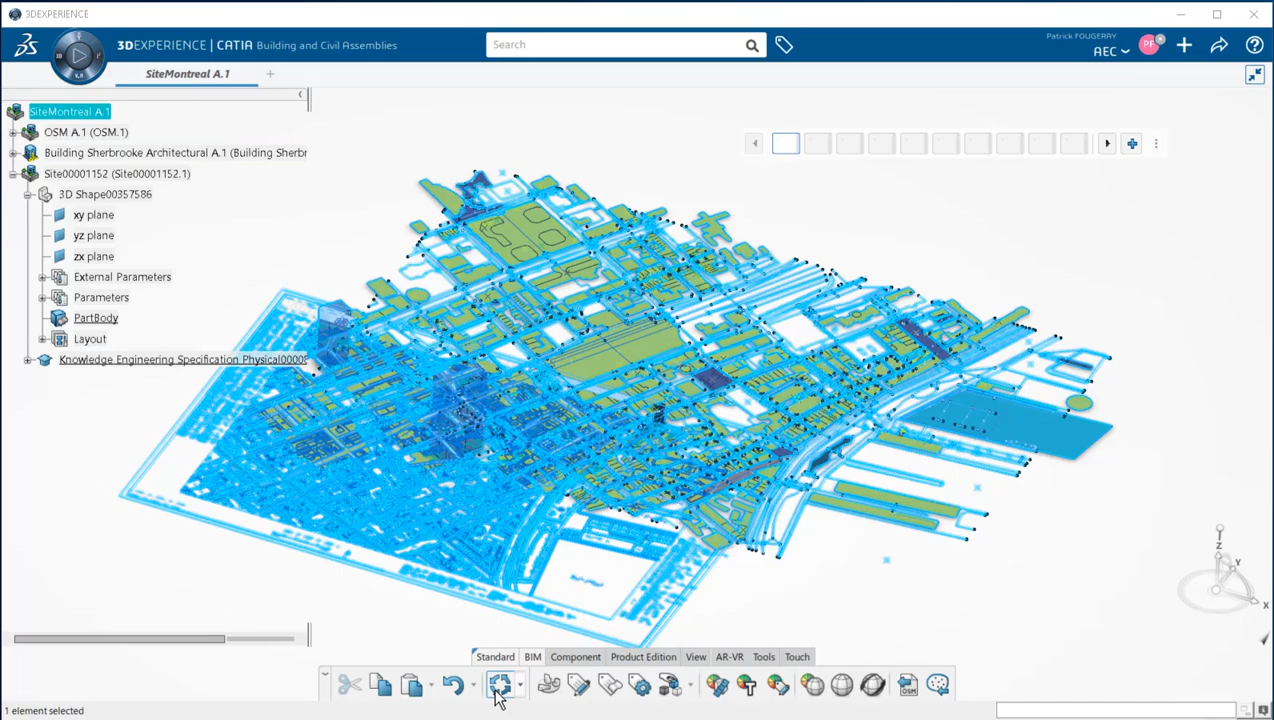 3DEXPERIENCE
3DEXPERIENCE | CATIA Building and Civil Assemblies
Search
Patrick FOUGERAY
AEC
PF
3D
V.R
SiteMontreal A.1
SiteMontreal A.1
OSM A.1 (OSM.1)
Building Sherbrooke Architectural A.1 (Building Sherbr
Site00001152 (Site00001152.1)
3D Shape00357586
xy plane
yz plane
zx plane
External Parameters
Parameters
PartBody
Layout
Knowledge Engineering Specification Physical0000
Z
Y
X
Standard
BIM
Component
Product Edition
View
AR-VR
Tools
Touch
OSM
1 element selected